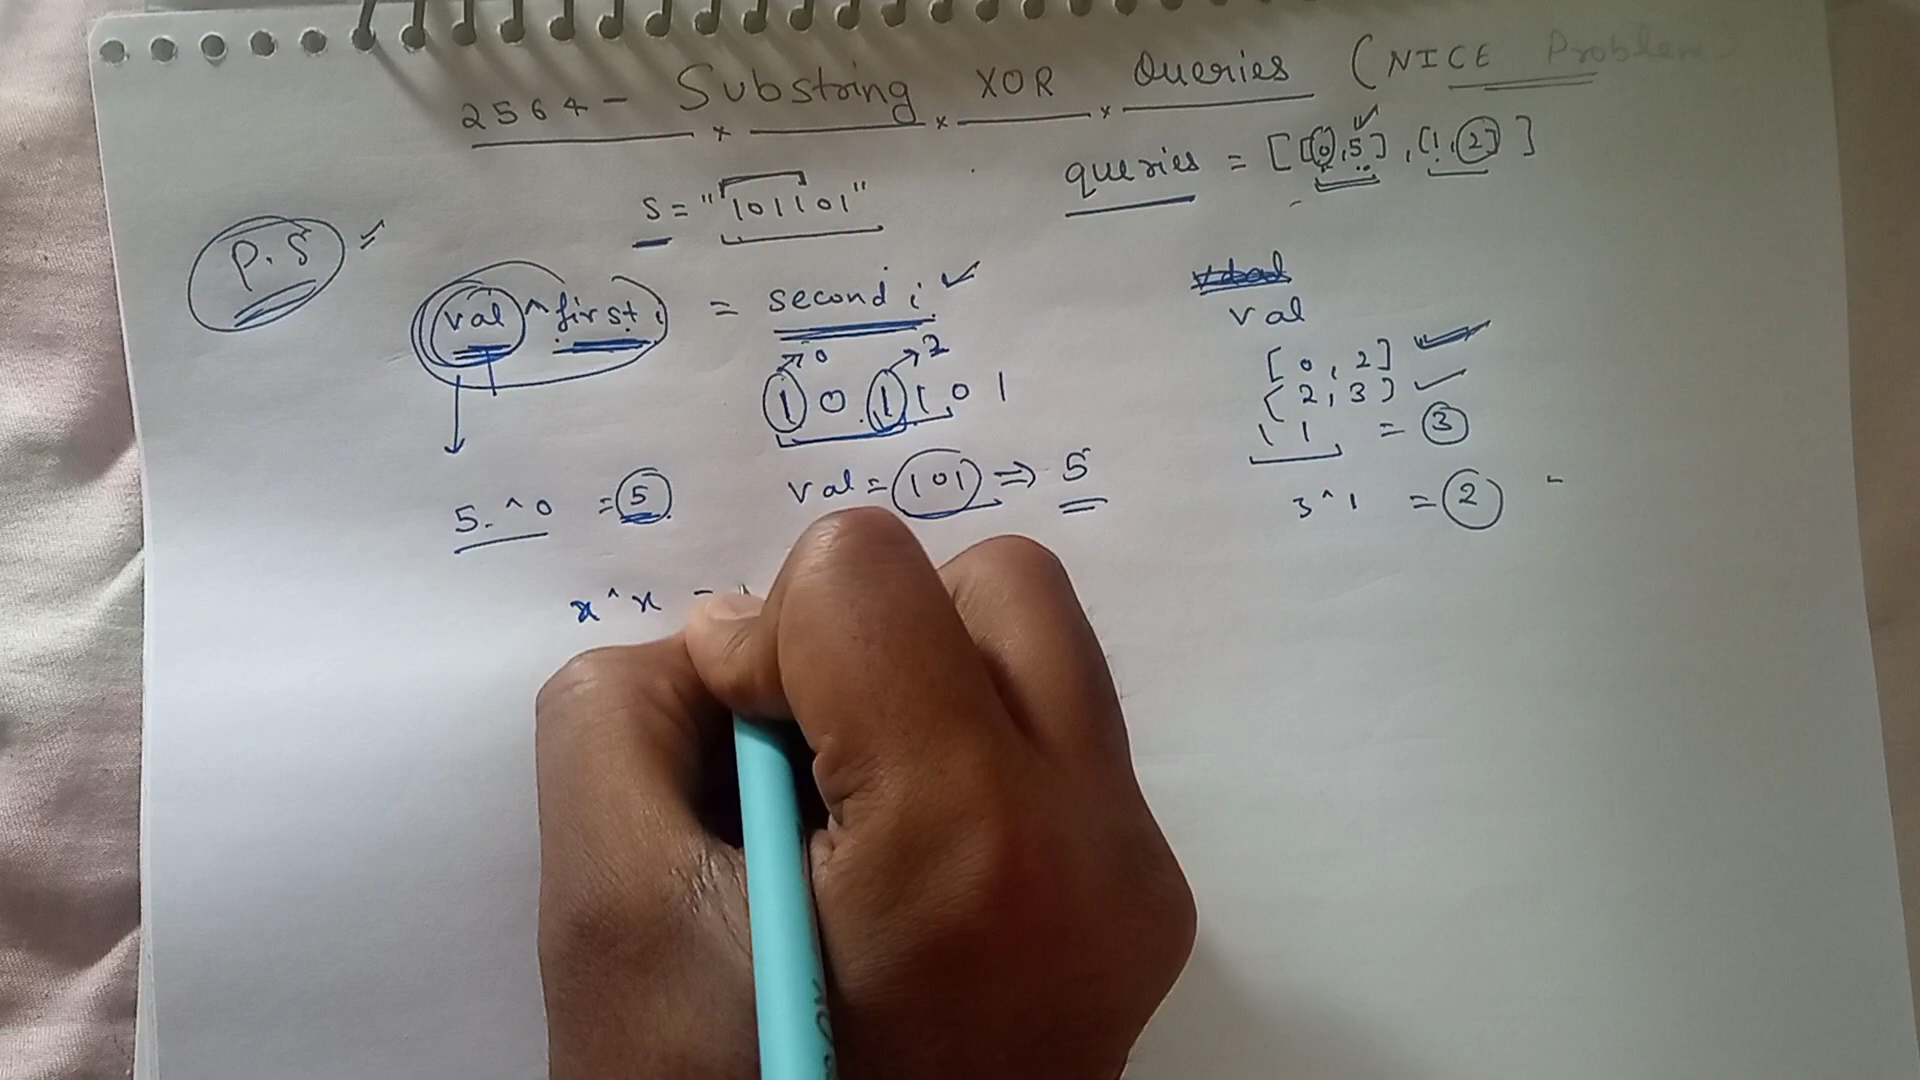 2564 - Substring XOR Queries (NICE Problem
queries = [[0,5],[1,2]]
s = "101101"
P.S
val ^ first i = second i
val
0 2
[0, 2]
[2, 3]
1 0 1 1 0 1
1 = 3
val = 101 => 5
5 ^ 0 = 5
3 ^ 1 = 2
x ^ x =